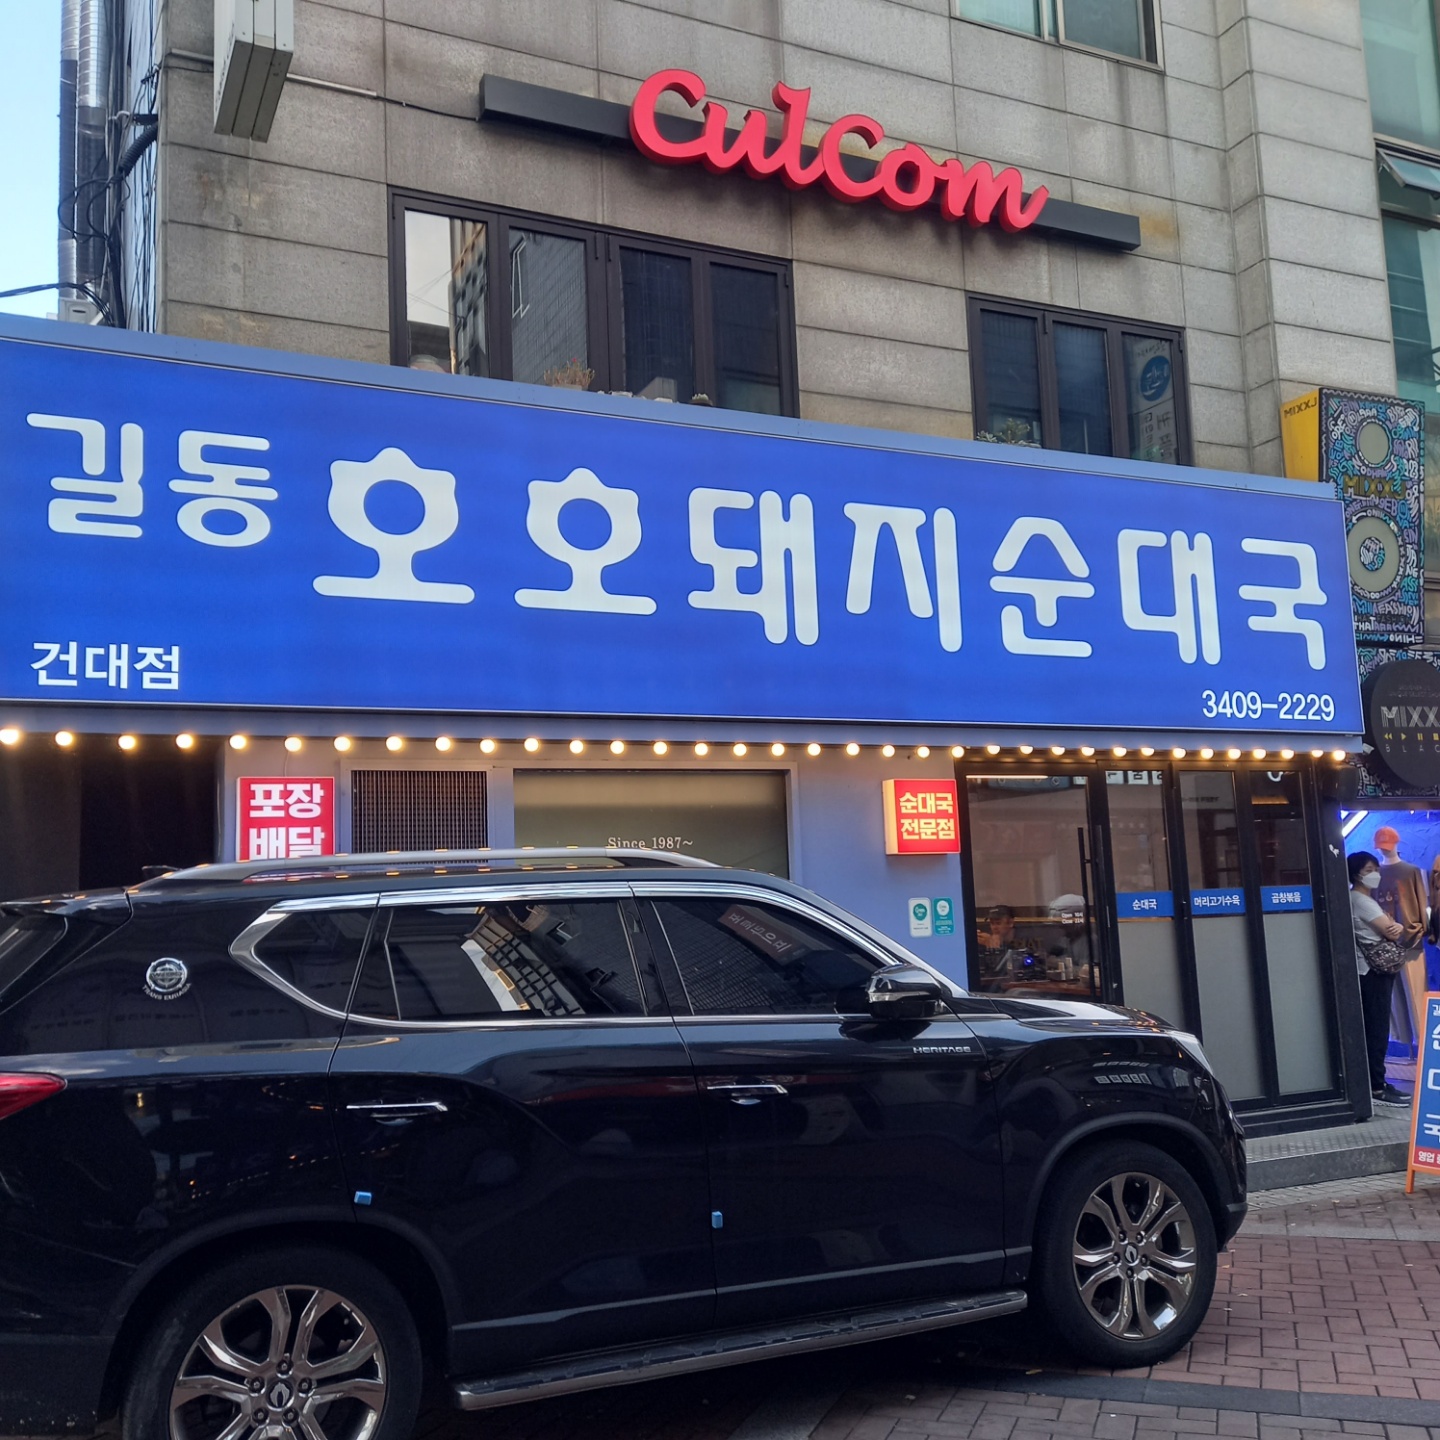 CulCom
길동 호호돼지순대국
건대점
3409-2229
MIXXJ
포장
배달
Since 1987~
순대국
전문점
순대국
머리고기수육
곱창볶음
HERITAGE